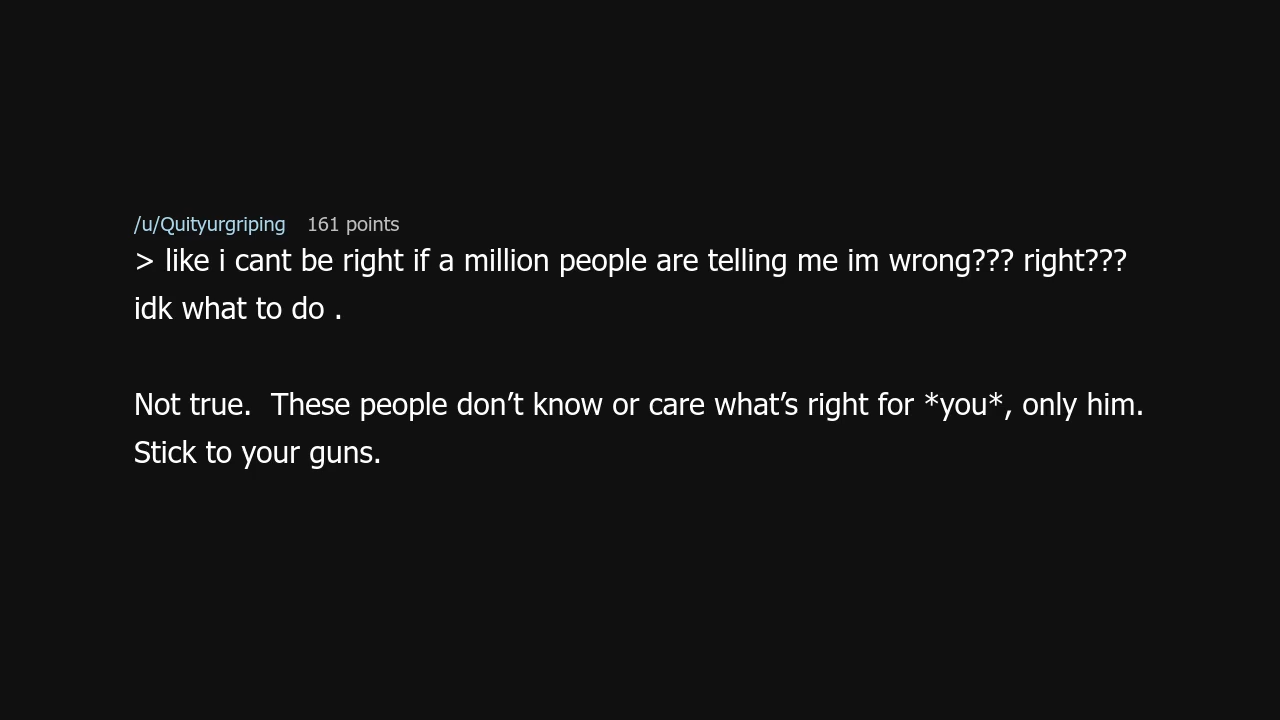 /u/Quityurgriping 161 points
> like i cant be right if a million people are telling me im wrong??? right???
idk what to do .
Not true.  These people don’t know or care what’s right for *you*, only him.
Stick to your guns.